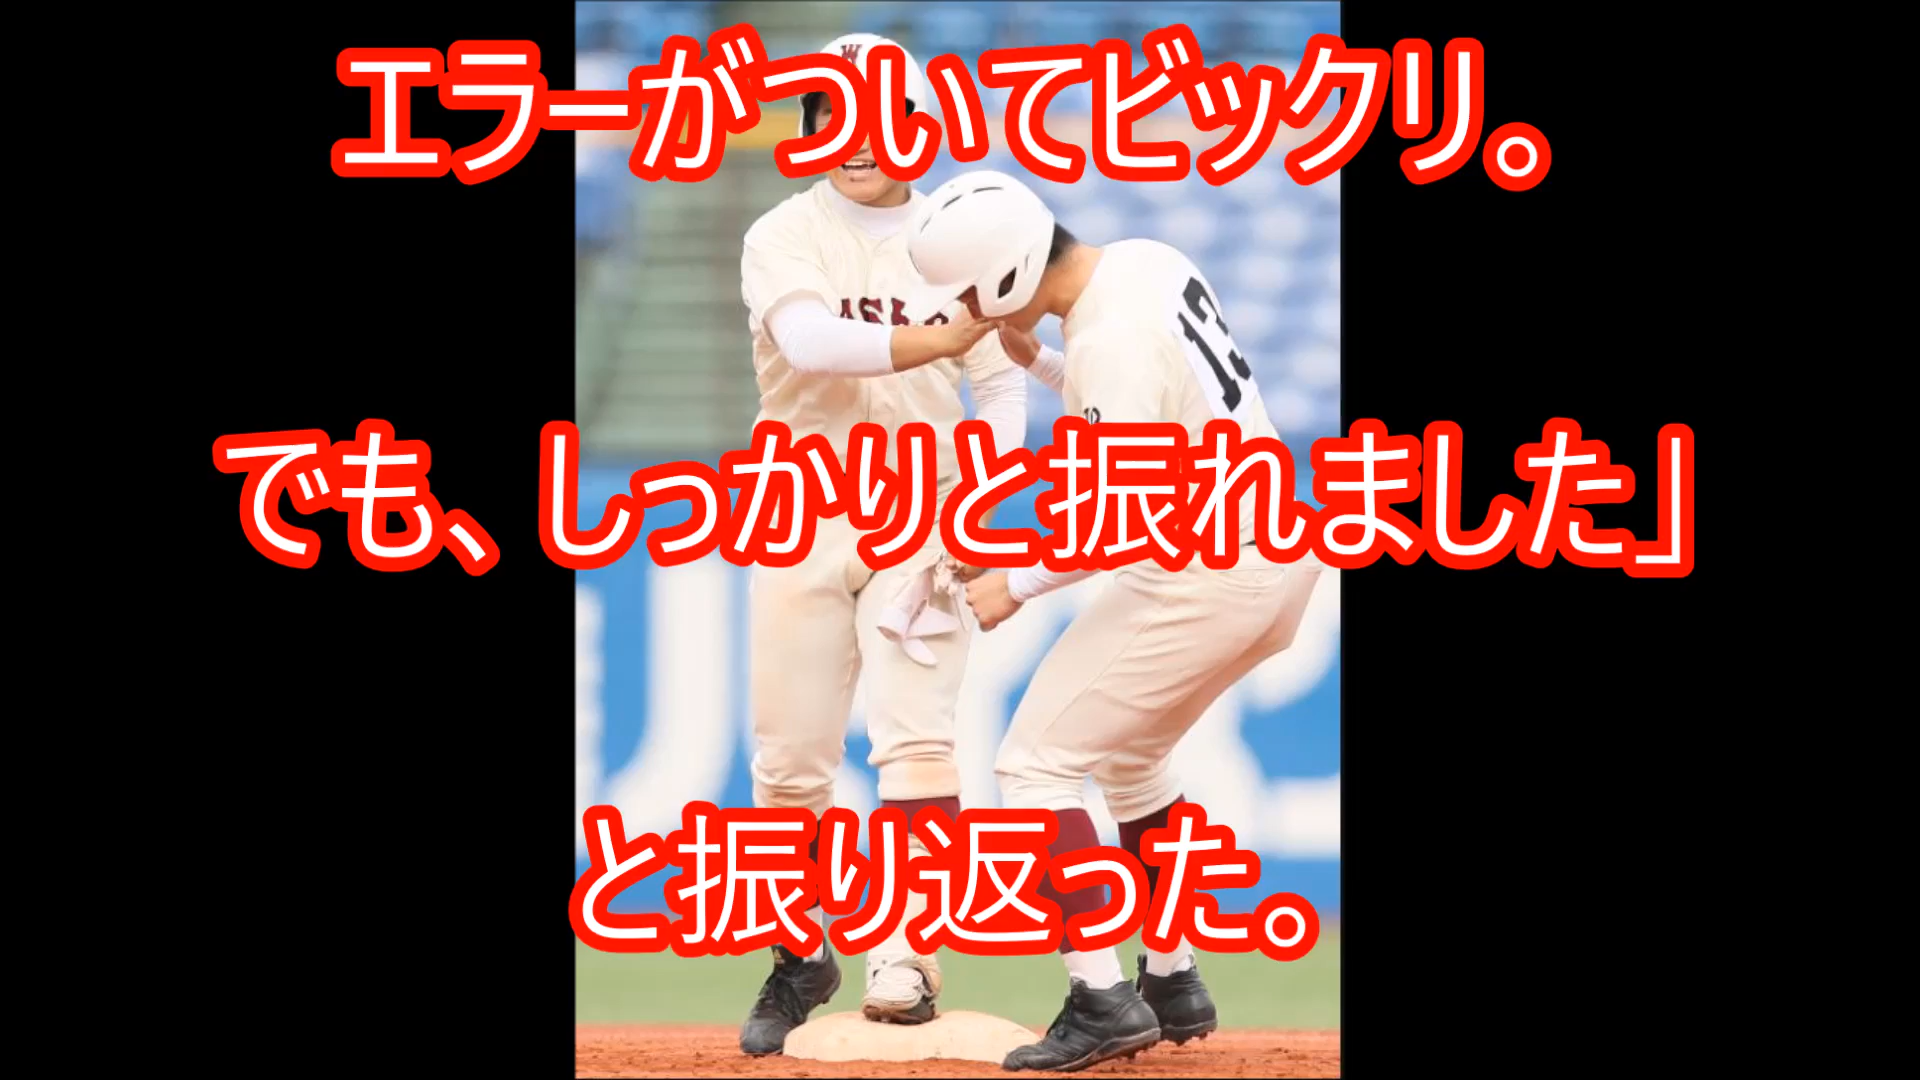 エラーがついてビックリ。
でも、しっかりと振れました」
と振り返った。
W
13